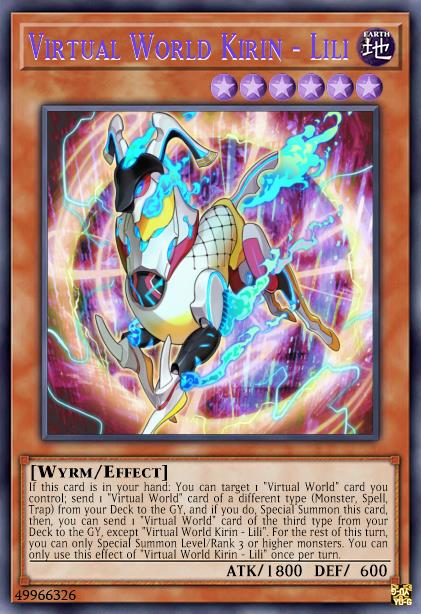 Virtual World Kirin - Lili
EARTH
地
[Wyrm/Effect]
If this card is in your hand: You can target 1 "Virtual World" card you
control; send 1 "Virtual World" card of a different type (Monster, Spell,
Trap) from your Deck to the GY, and if you do, Special Summon this card,
then, you can send 1 "Virtual World" card of the third type from your
Deck to the GY, except "Virtual World Kirin - Lili". For the rest of this turn,
you can only Special Summon Level/Rank 3 or higher monsters. You can
only use this effect of "Virtual World Kirin - Lili" once per turn.
ATK/1800 DEF/ 600
49966326